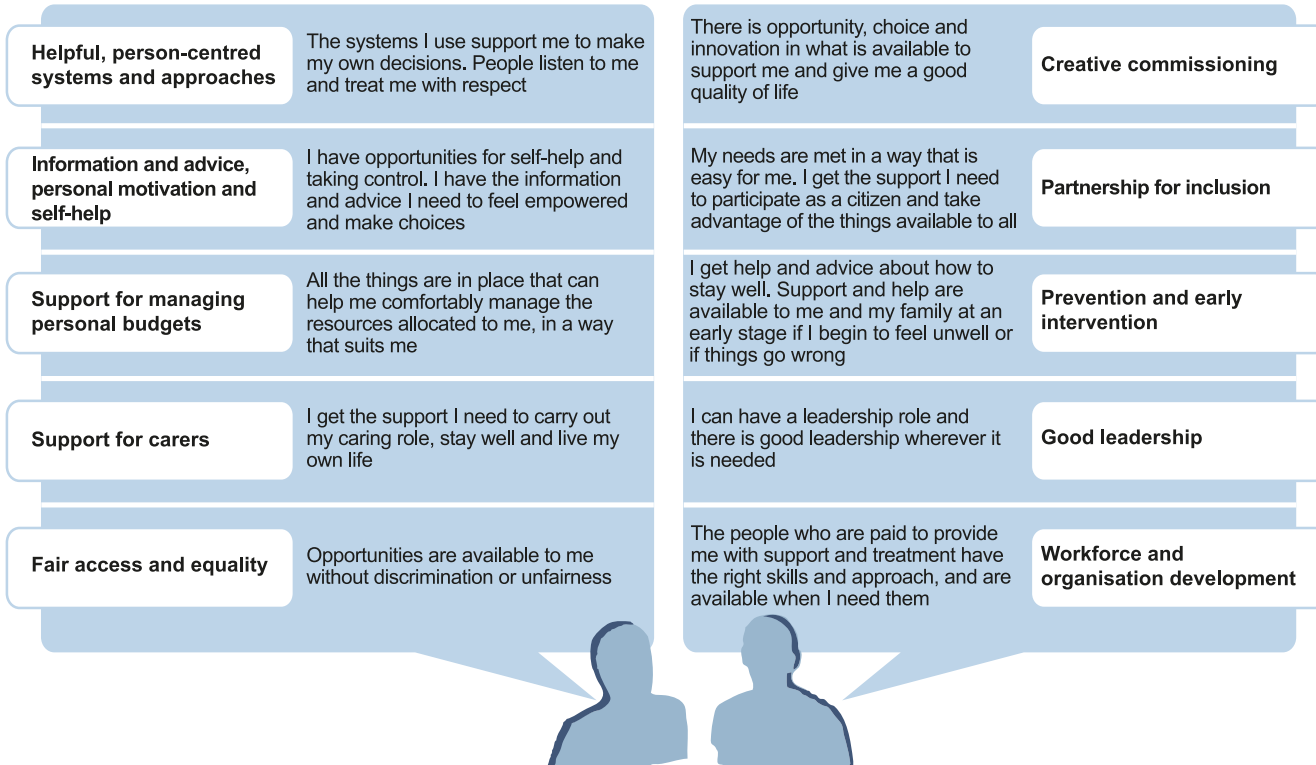 Helpful, person-centred
systems and approaches
The systems I use support me to make
my own decisions. People listen to me
and treat me with respect
Information and advice,
personal motivation and
self-help
I have opportunities for self-help and
taking control. I have the information
and advice I need to feel empowered
and make choices
Support for managing
personal budgets
All the things are in place that can
help me comfortably manage the
resources allocated to me, in a way
that suits me
Support for carers
I get the support I need to carry out
my caring role, stay well and live my
own life
Fair access and equality
Opportunities are available to me
without discrimination or unfairness
There is opportunity, choice and
innovation in what is available to
support me and give me a good
quality of life
Creative commissioning
My needs are met in a way that is
easy for me. I get the support I need
to participate as a citizen and take
advantage of the things available to all
Partnership for inclusion
I get help and advice about how to
stay well. Support and help are
available to me and my family at an
early stage if I begin to feel unwell or
if things go wrong
Prevention and early
intervention
I can have a leadership role and
there is good leadership wherever it
is needed
Good leadership
The people who are paid to provide
me with support and treatment have
the right skills and approach, and are
available when I need them
Workforce and
organisation development